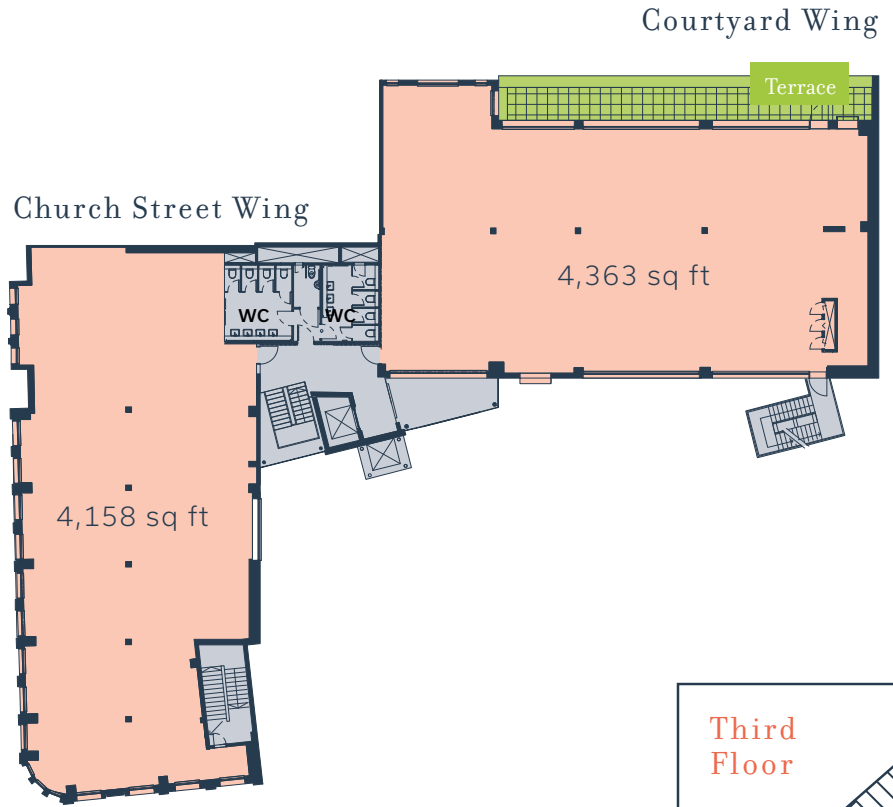 Courtyard Wing
Terrace
Church Street Wing
4,363 sq ft
WC WC
4,158 sq ft
Third
Floor